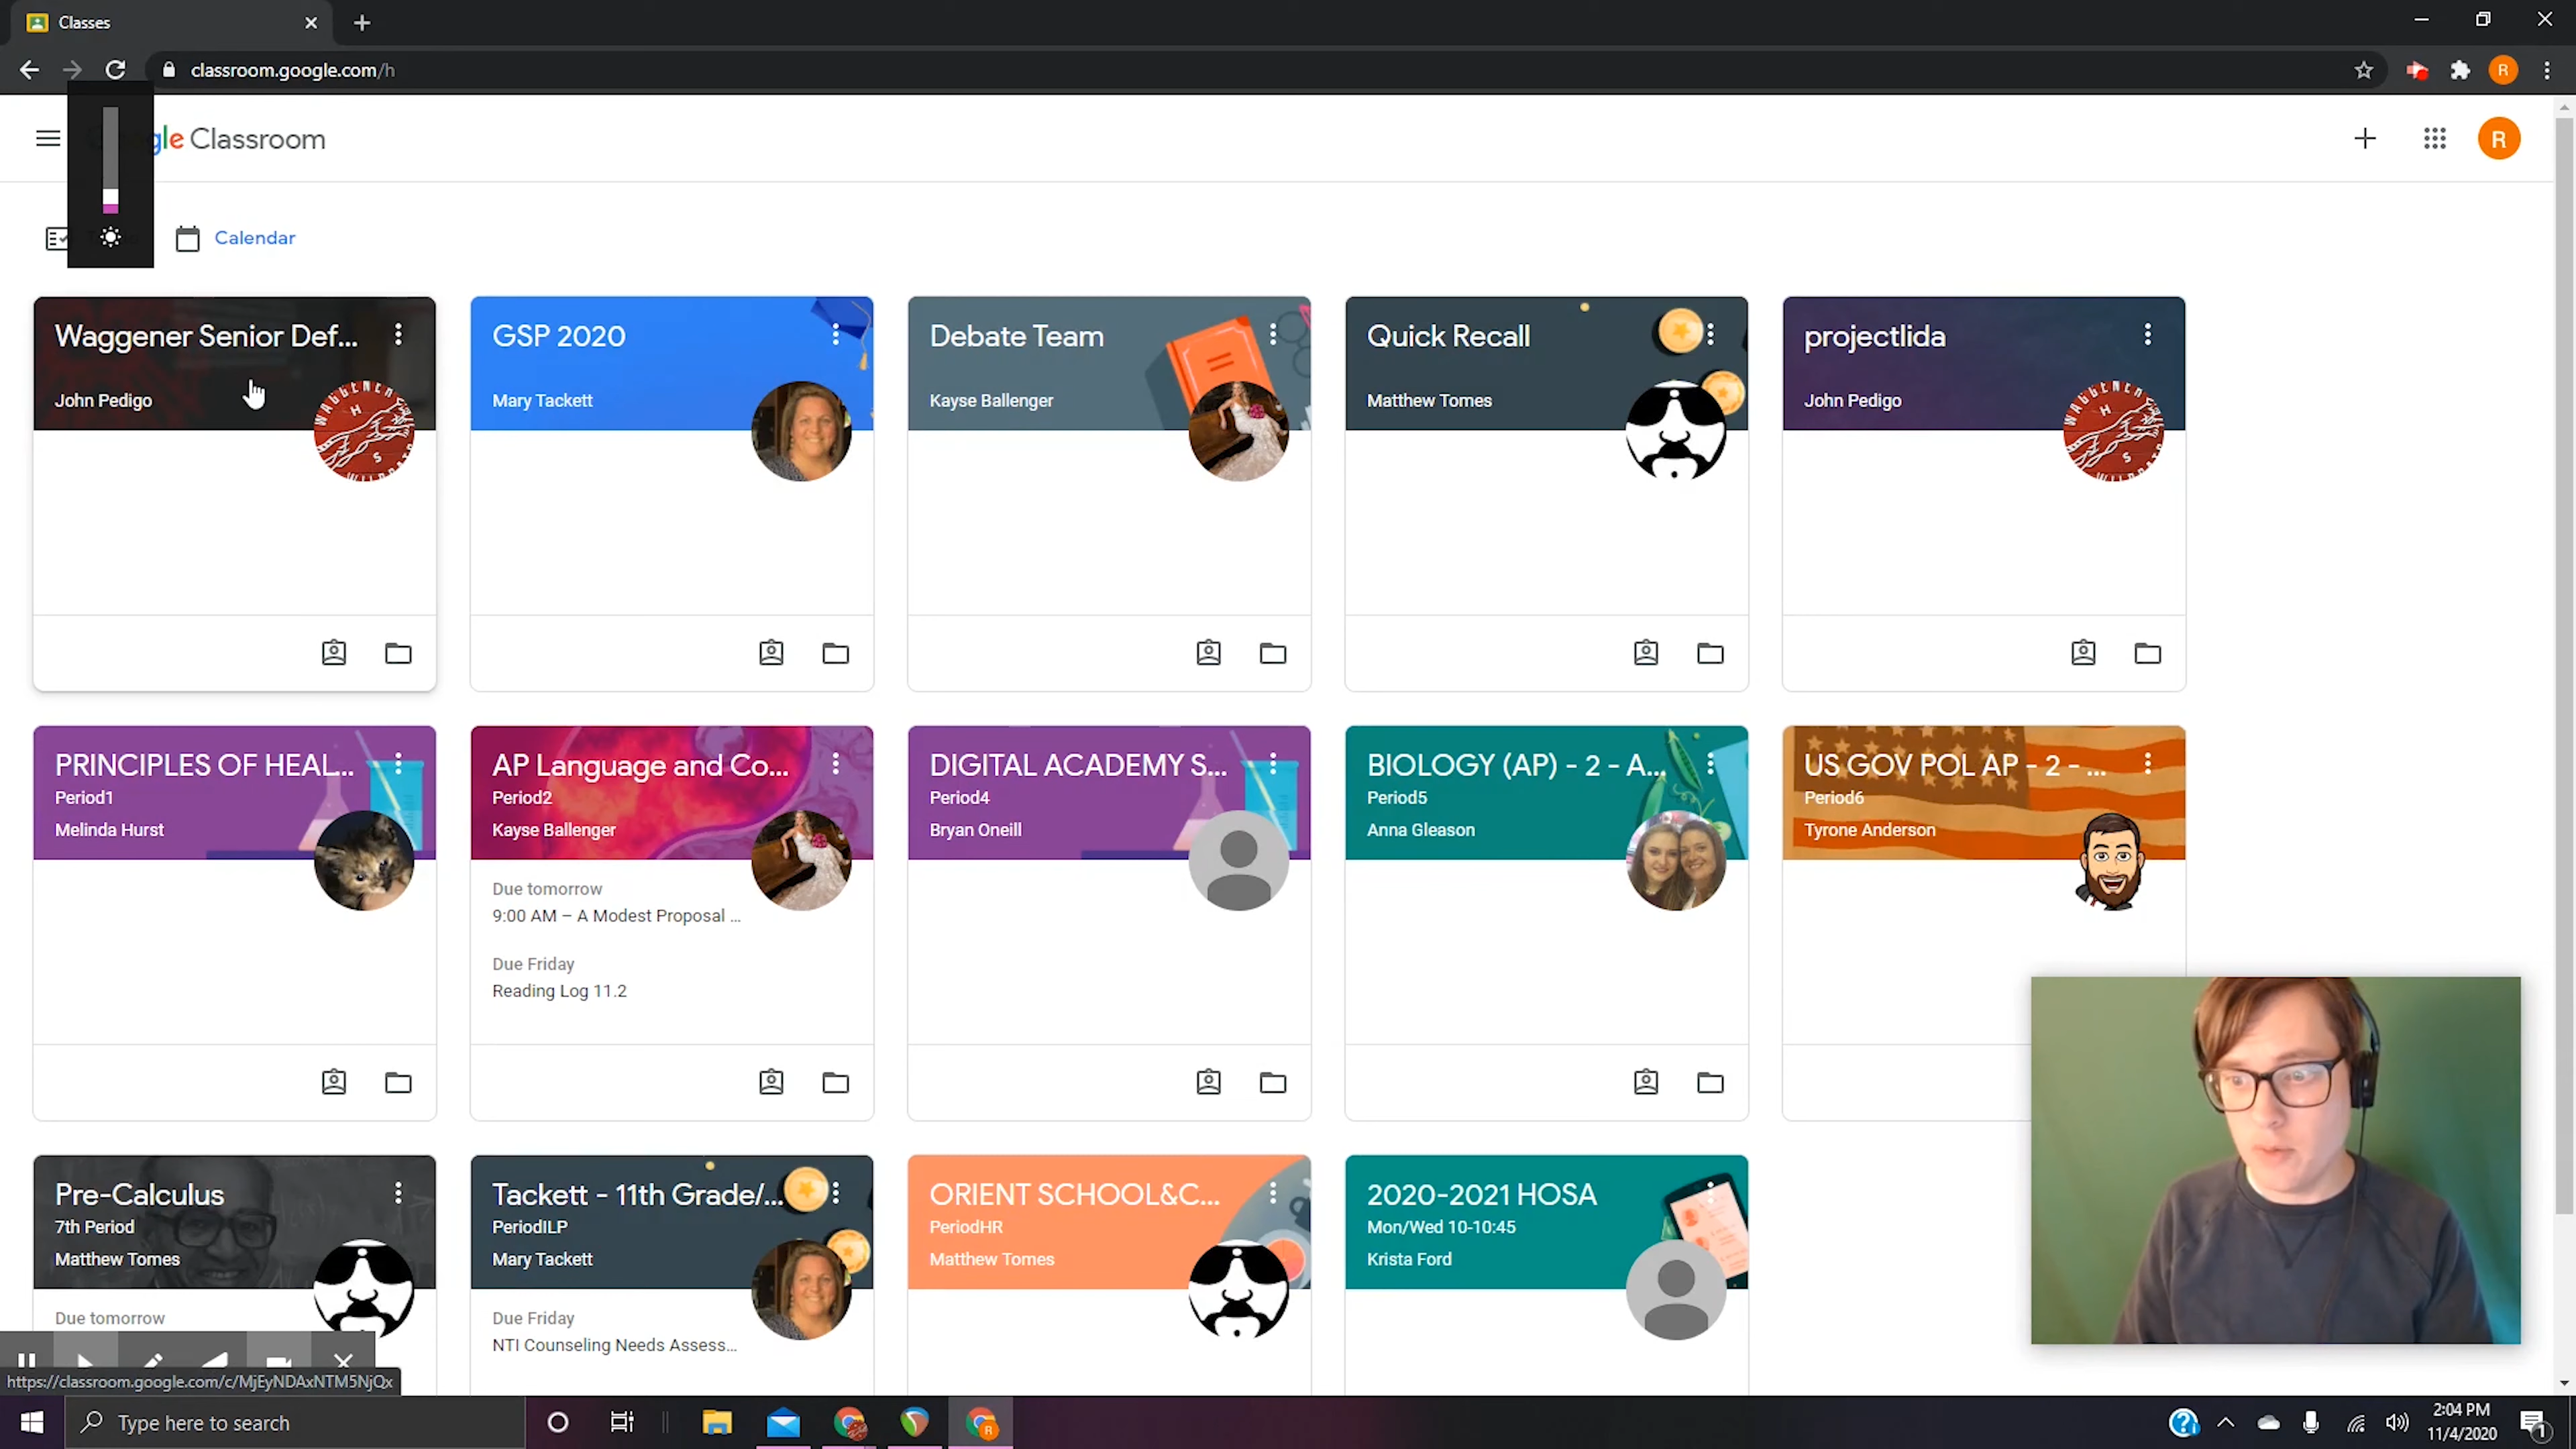 Classes
classroom.google.com/h
gle Classroom
Calendar
Waggener Senior Def...
John Pedigo
GSP 2020
Mary Tackett
Debate Team
Kayse Ballenger
Quick Recall
Matthew Tomes
projectlida
John Pedigo
R
R
WAGGENER
H
S
WILDCATS
WAGGENER
H
S
WILDCATS
PRINCIPLES OF HEAL...
Period1
Melinda Hurst
AP Language and Co...
Period2
Kayse Ballenger
Due tomorrow
9:00 AM – A Modest Proposal ...
Due Friday
Reading Log 11.2
DIGITAL ACADEMY S...
Period4
Bryan Oneill
BIOLOGY (AP) - 2 - A...
Period5
Anna Gleason
US GOV POL AP - 2 - ...
Period6
Tyrone Anderson
Pre-Calculus
7th Period
Matthew Tomes
Due tomorrow
Tackett - 11th Grade/...
PeriodILP
Mary Tackett
Due Friday
NTI Counseling Needs Assess...
ORIENT SCHOOL&C...
PeriodHR
Matthew Tomes
2020-2021 HOSA
Mon/Wed 10-10:45
Krista Ford
https://classroom.google.com/c/MjEyNDAxNTM5NjQx
Type here to search
R
2:04 PM
11/4/2020
1